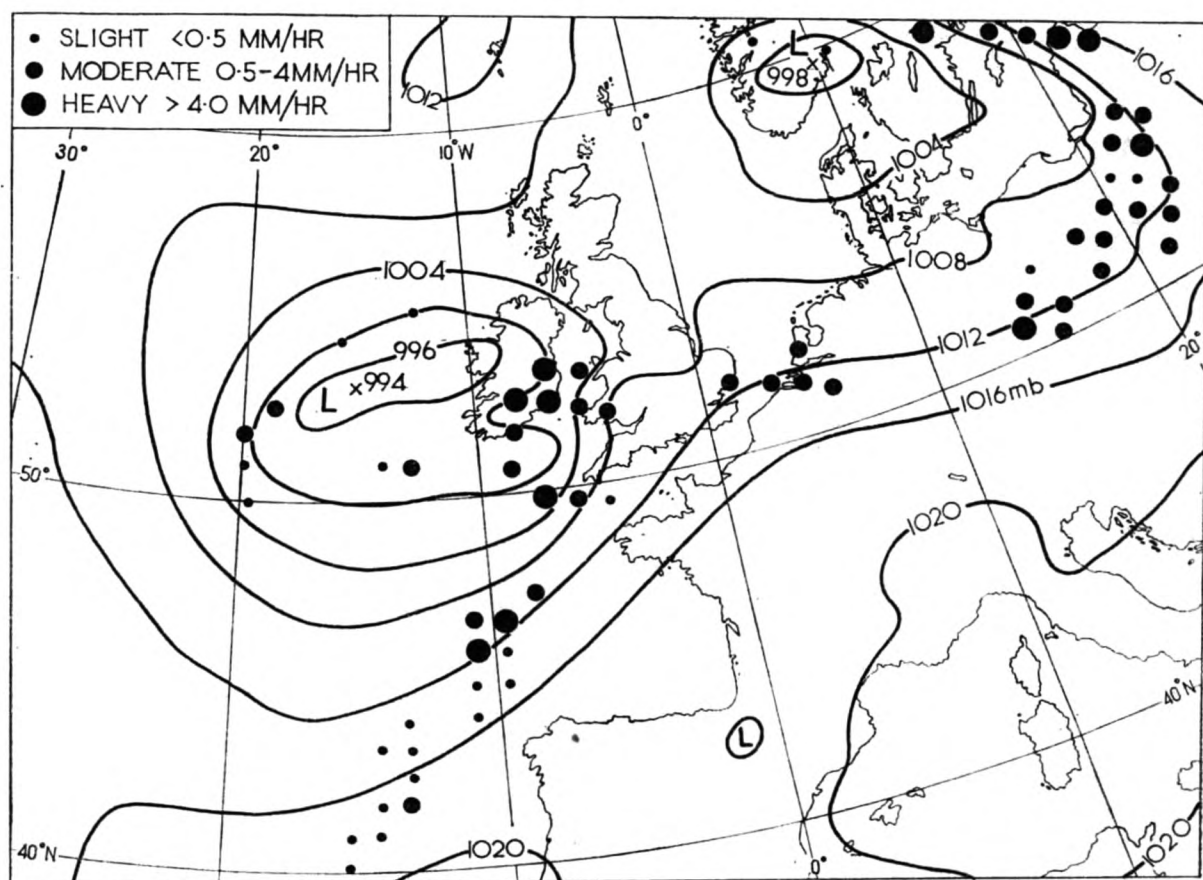 SLIGHT <0·5 MM/HR
MODERATE 0·5-4MM/HR
HEAVY > 4·0 MM/HR
1012
30°
20°
10°W
0°
L
998
1004
1016
1004
1008
996
L
994
1012
20°
1016mb
50°
1020
40°N
L
40°N
1020
0°
1020